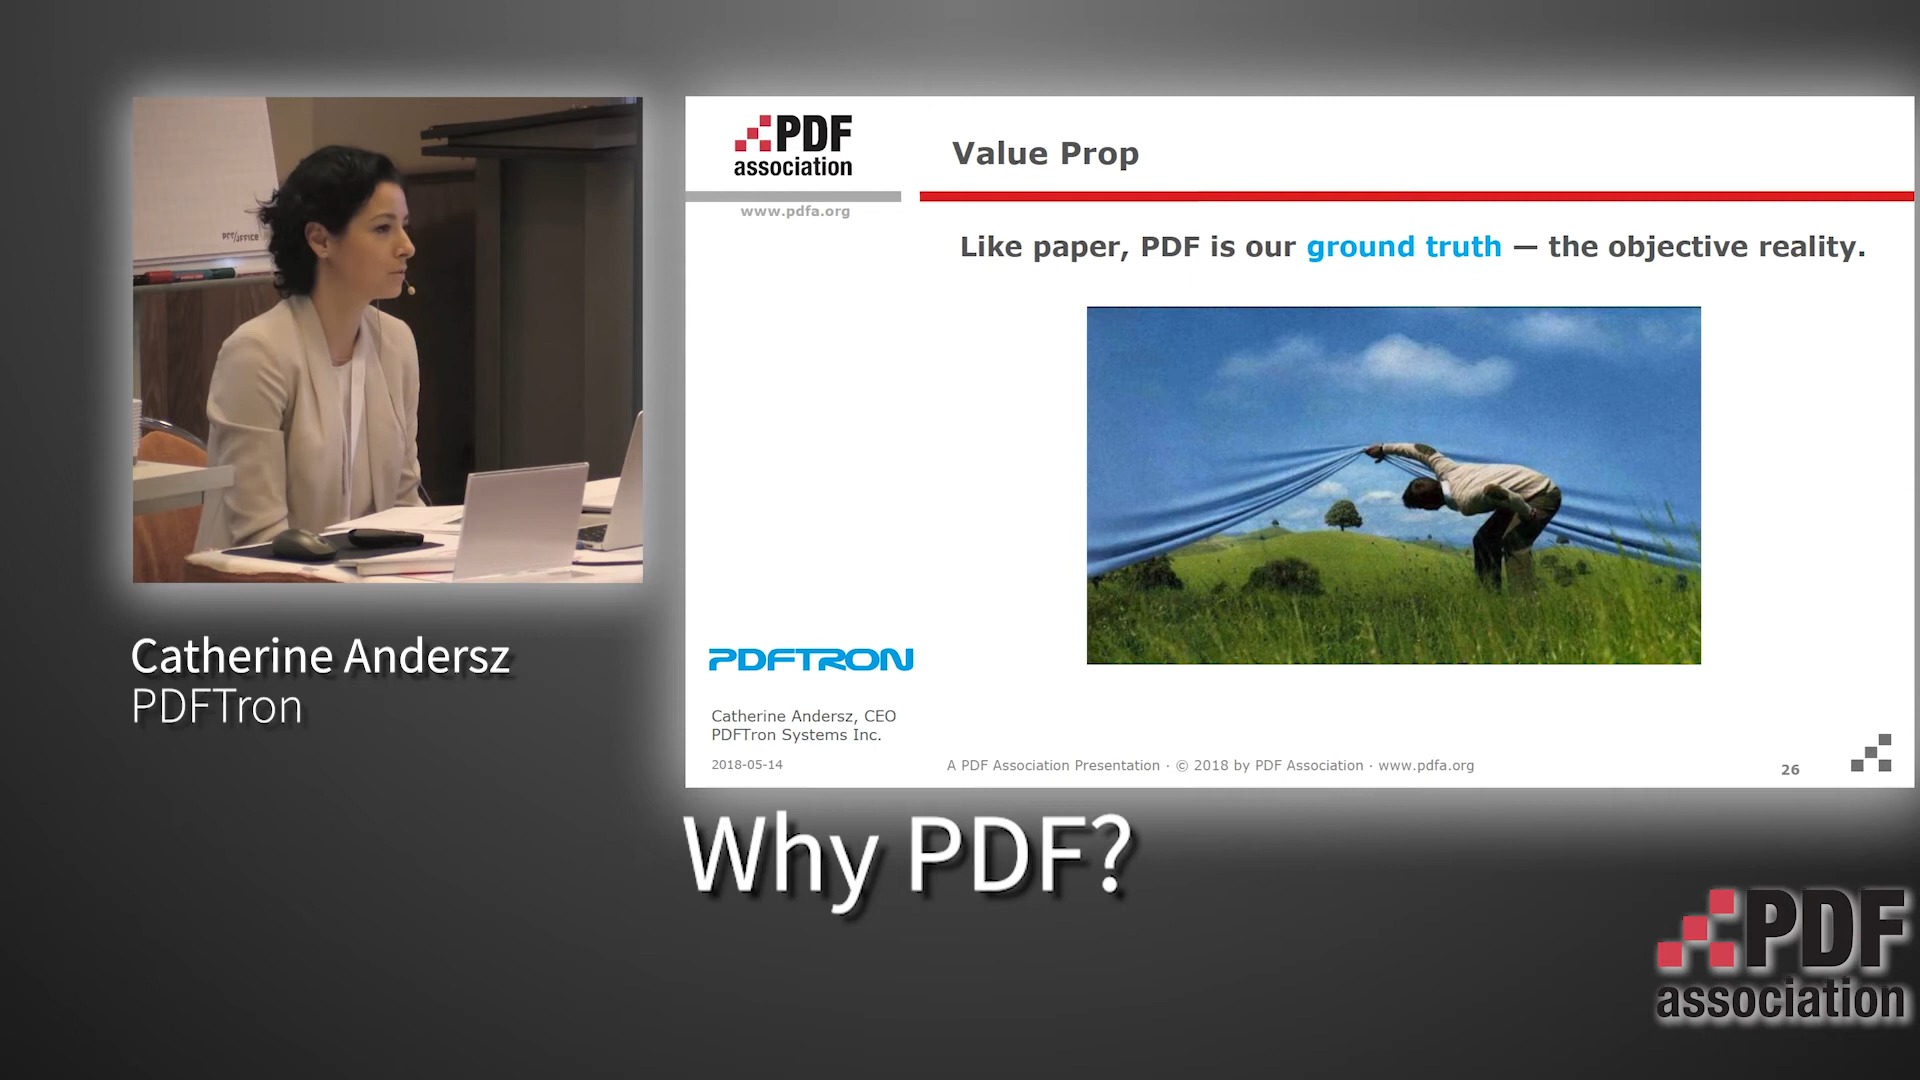 PDF
association
www.pdfa.org
Value Prop
Like paper, PDF is our ground truth — the objective reality.
PDFTRON
Catherine Andersz, CEO
PDFTron Systems Inc.
2018-05-14
A PDF Association Presentation · © 2018 by PDF Association · www.pdfa.org
26
Catherine Andersz
PDFTron
Why PDF?
PDF
association